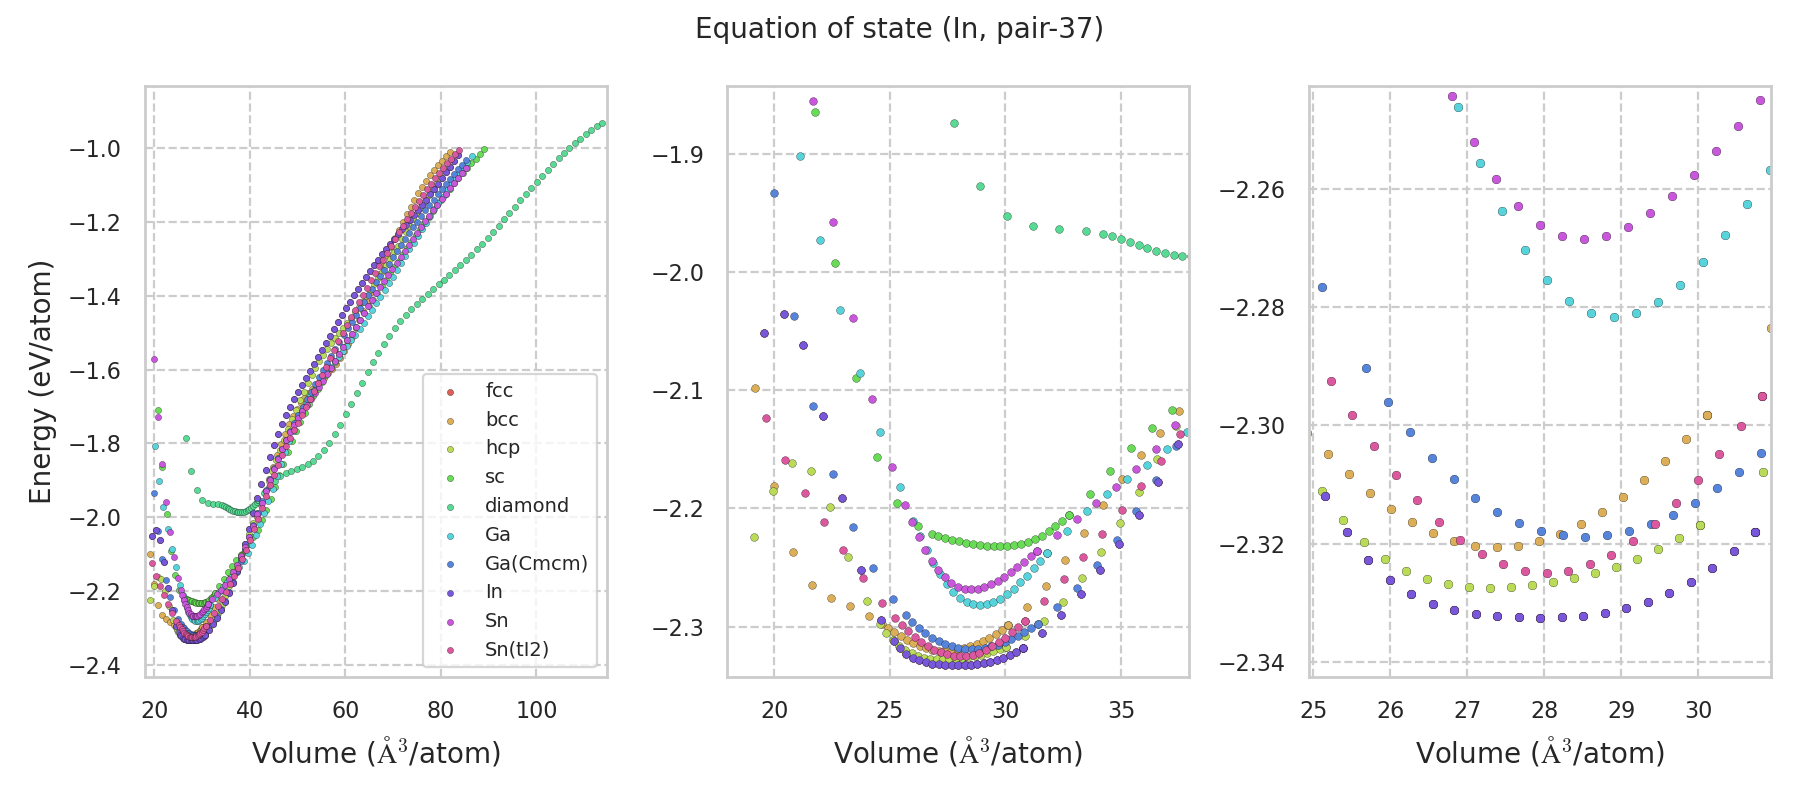 Equation of state (In, pair-37)
Energy (eV/atom)
−1.0
−1.2
−1.4
−1.6
−1.8
−2.0
−2.2
−2.4
20 40 60 80 100
Volume (Å³/atom)
fcc
bcc
hcp
sc
diamond
Ga
Ga(Cmcm)
In
Sn
Sn(tI2)
−1.9
−2.0
−2.1
−2.2
−2.3
20 25 30 35
Volume (Å³/atom)
−2.26
−2.28
−2.30
−2.32
−2.34
25 26 27 28 29 30
Volume (Å³/atom)